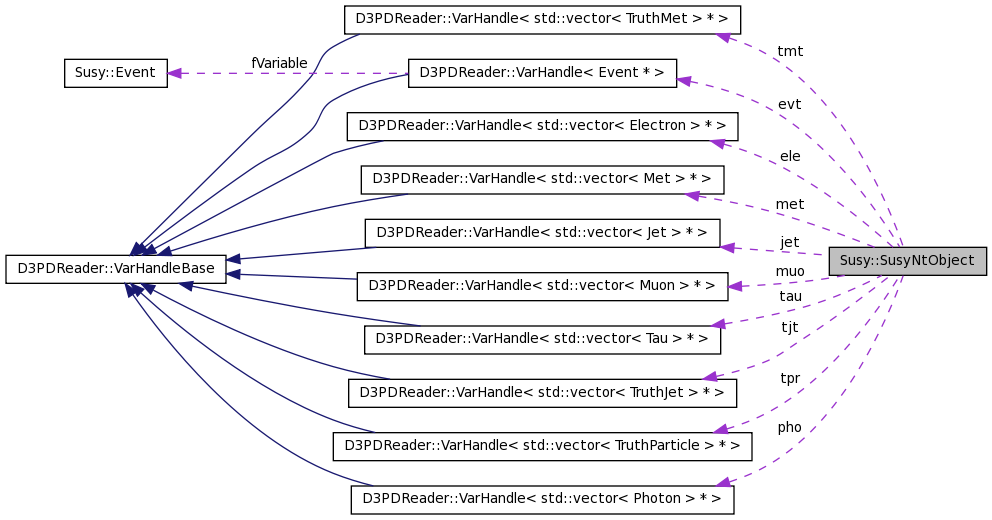 D3PDReader::VarHandle< std::vector< TruthMet > * >
tmt
Susy::Event
fVariable
D3PDReader::VarHandle< Event * >
evt
D3PDReader::VarHandle< std::vector< Electron > * >
ele
D3PDReader::VarHandle< std::vector< Met > * >
met
D3PDReader::VarHandle< std::vector< Jet > * >
jet
Susy::SusyNtObject
D3PDReader::VarHandleBase
D3PDReader::VarHandle< std::vector< Muon > * >
muo
tau
D3PDReader::VarHandle< std::vector< Tau > * >
tjt
D3PDReader::VarHandle< std::vector< TruthJet > * >
tpr
D3PDReader::VarHandle< std::vector< TruthParticle > * >
pho
D3PDReader::VarHandle< std::vector< Photon > * >